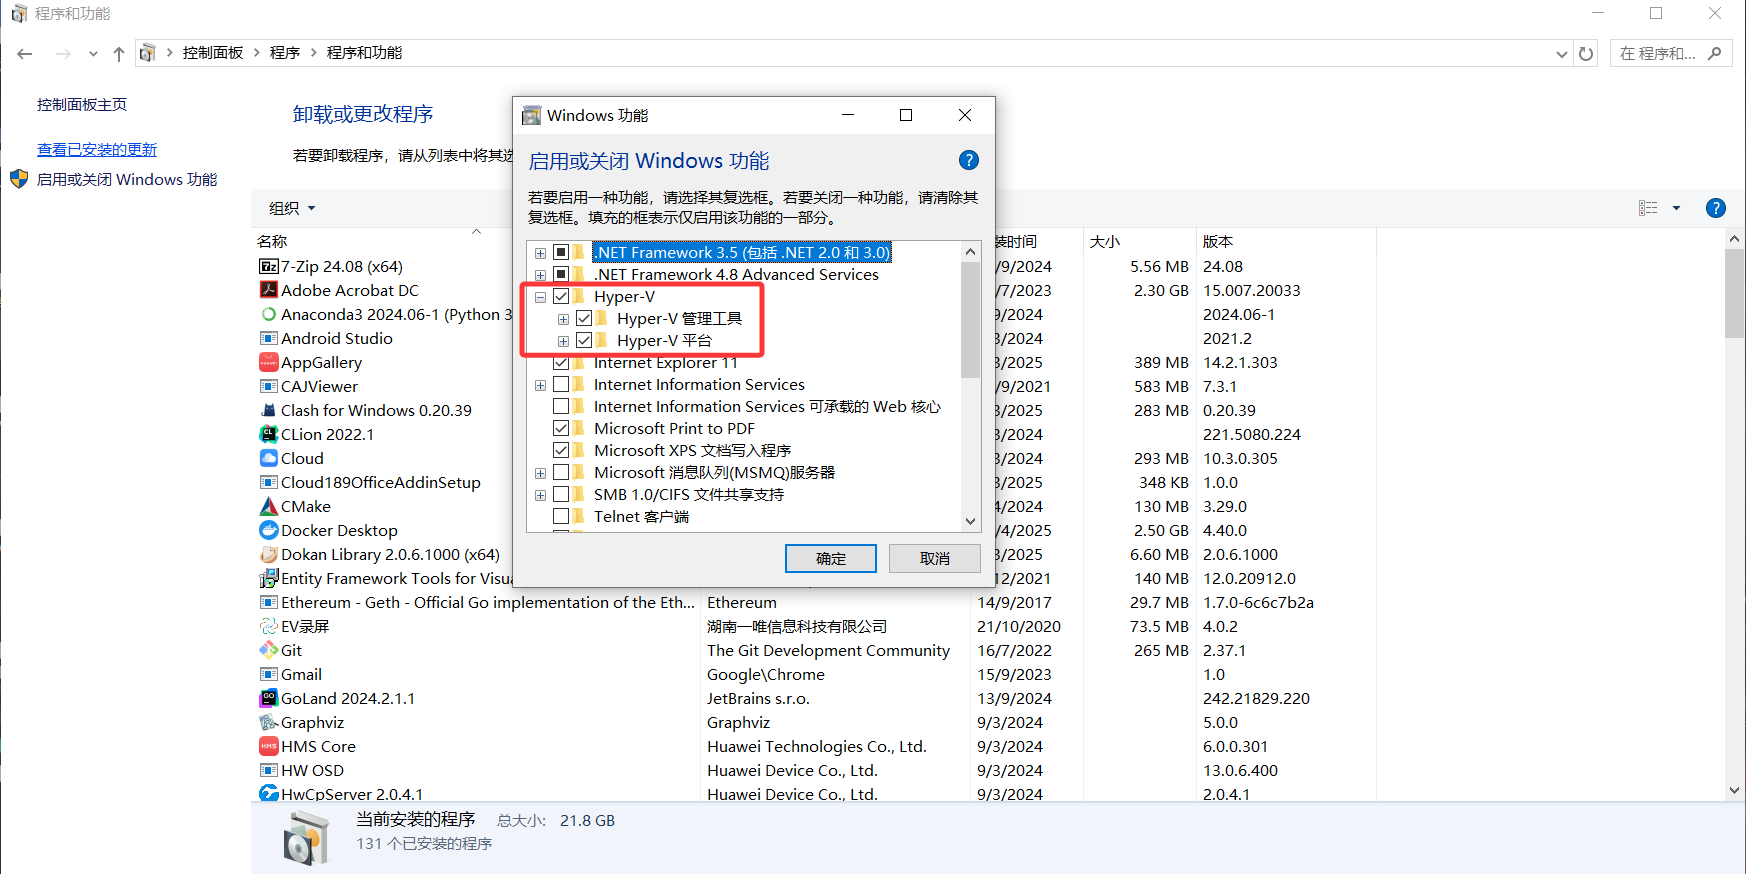 程序和功能
控制面板 程序 程序和功能
在 程序和...
控制面板主页
查看已安装的更新
启用或关闭 Windows 功能
卸载或更改程序
若要卸载程序，请从列表中将其选
组织
名称 装时间 大小 版本
7-Zip 24.08 (x64) /9/2024 5.56 MB 24.08
Adobe Acrobat DC /7/2023 2.30 GB 15.007.20033
Anaconda3 2024.06-1 (Python 3 /9/2024 2024.06-1
Android Studio /3/2024 2021.2
AppGallery 3/2025 389 MB 14.2.1.303
CAJViewer /9/2021 583 MB 7.3.1
Clash for Windows 0.20.39 3/2025 283 MB 0.20.39
CLion 2022.1 3/2024 221.5080.224
Cloud 3/2024 293 MB 10.3.0.305
Cloud189OfficeAddinSetup 3/2025 348 KB 1.0.0
CMake 4/2024 130 MB 3.29.0
Docker Desktop /4/2025 2.50 GB 4.40.0
Dokan Library 2.0.6.1000 (x64) 3/2025 6.60 MB 2.0.6.1000
Entity Framework Tools for Visu 12/2021 140 MB 12.0.20912.0
Ethereum - Geth - Official Go implementation of the Eth... Ethereum 14/9/2017 29.7 MB 1.7.0-6c6c7b2a
EV录屏 湖南一唯信息科技有限公司 21/10/2020 73.5 MB 4.0.2
Git The Git Development Community 16/7/2022 265 MB 2.37.1
Gmail Google\Chrome 15/9/2023 1.0
GoLand 2024.2.1.1 JetBrains s.r.o. 13/9/2024 242.21829.220
Graphviz Graphviz 9/3/2024 5.0.0
HMS Core Huawei Technologies Co., Ltd. 9/3/2024 6.0.0.301
HW OSD Huawei Device Co., Ltd. 9/3/2024 13.0.6.400
HwCpServer 2.0.4.1 Huawei Device Co., Ltd. 9/3/2024 2.0.4.1
当前安装的程序 总大小: 21.8 GB
131 个已安装的程序
Windows 功能
启用或关闭 Windows 功能
若要启用一种功能，请选择其复选框。若要关闭一种功能，请清除其
复选框。填充的框表示仅启用该功能的一部分。
.NET Framework 3.5 (包括 .NET 2.0 和 3.0)
.NET Framework 4.8 Advanced Services
Hyper-V
Hyper-V 管理工具
Hyper-V 平台
Internet Explorer 11
Internet Information Services
Internet Information Services 可承载的 Web 核心
Microsoft Print to PDF
Microsoft XPS 文档写入程序
Microsoft 消息队列(MSMQ)服务器
SMB 1.0/CIFS 文件共享支持
Telnet 客户端
确定 取消